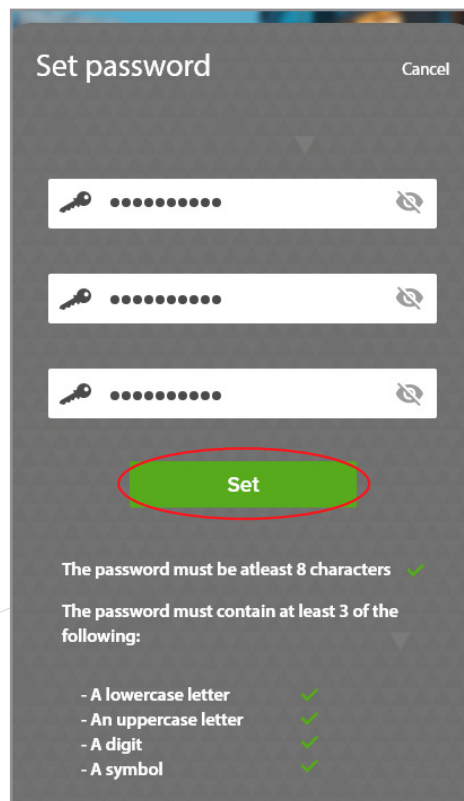 Set password
Cancel
Set
The password must be atleast 8 characters
The password must contain at least 3 of the
following:
- A lowercase letter
- An uppercase letter
- A digit
- A symbol